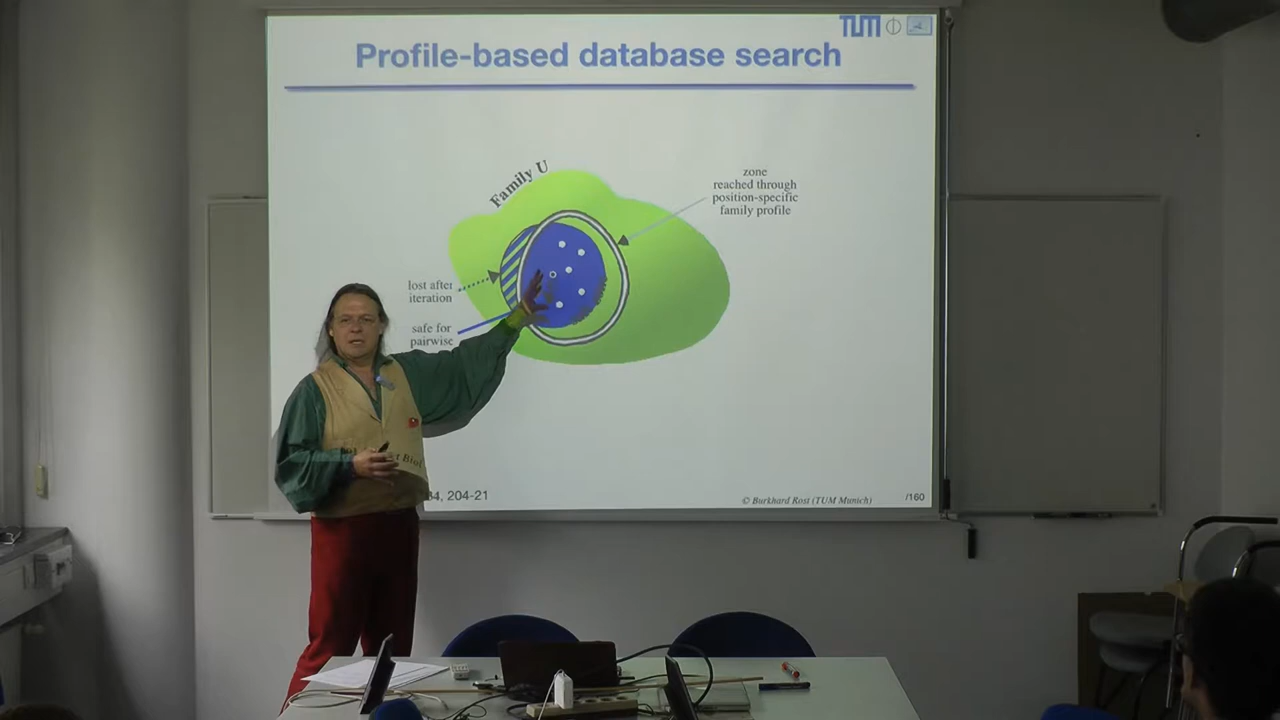 TUM
Profile-based database search
Family U
zone
reached through
position-specific
family profile
lost after
iteration
safe for
pairwise
204-21
© Burkhard Rost (TUM Munich)
/160